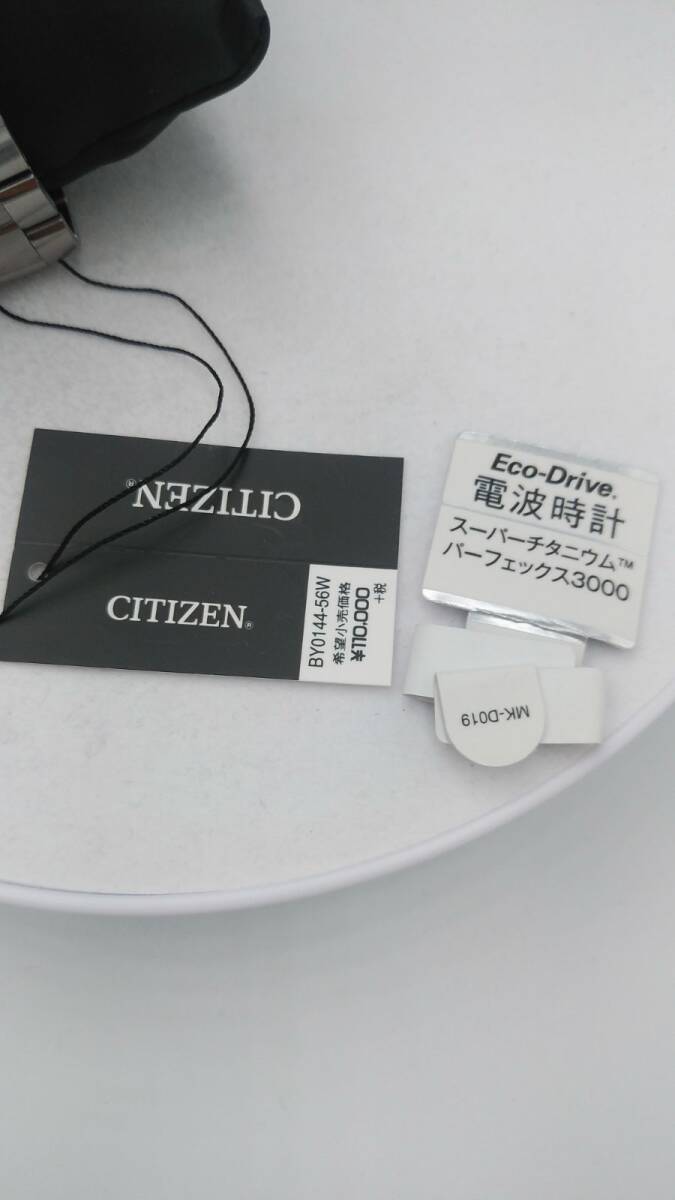 CITIZEN®
CITIZEN®
BY0144-56W
希望小売価格
¥110,000
+税
Eco-Drive®
電波時計
スーパーチタニウム™
パーフェックス3000
MK-D019